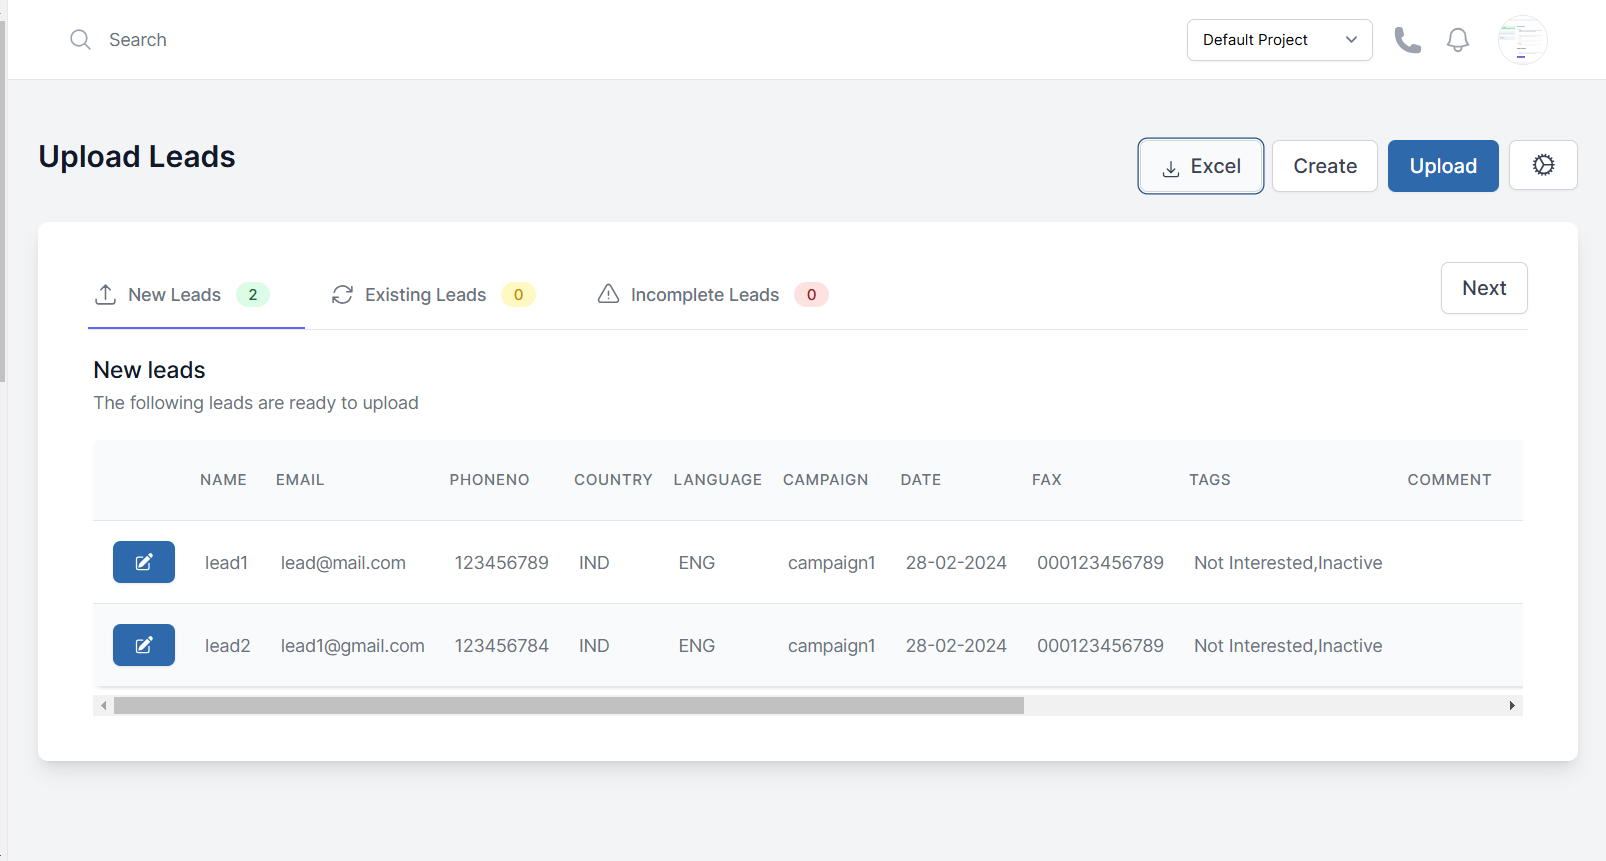 Search
Default Project
Upload Leads
Excel
Create
Upload
New Leads 2
Existing Leads 0
Incomplete Leads 0
Next
New leads
The following leads are ready to upload
NAME EMAIL PHONENO COUNTRY LANGUAGE CAMPAIGN DATE FAX TAGS COMMENT
lead1 lead@mail.com 123456789 IND ENG campaign1 28-02-2024 000123456789 Not Interested,Inactive
lead2 lead1@gmail.com 123456784 IND ENG campaign1 28-02-2024 000123456789 Not Interested,Inactive